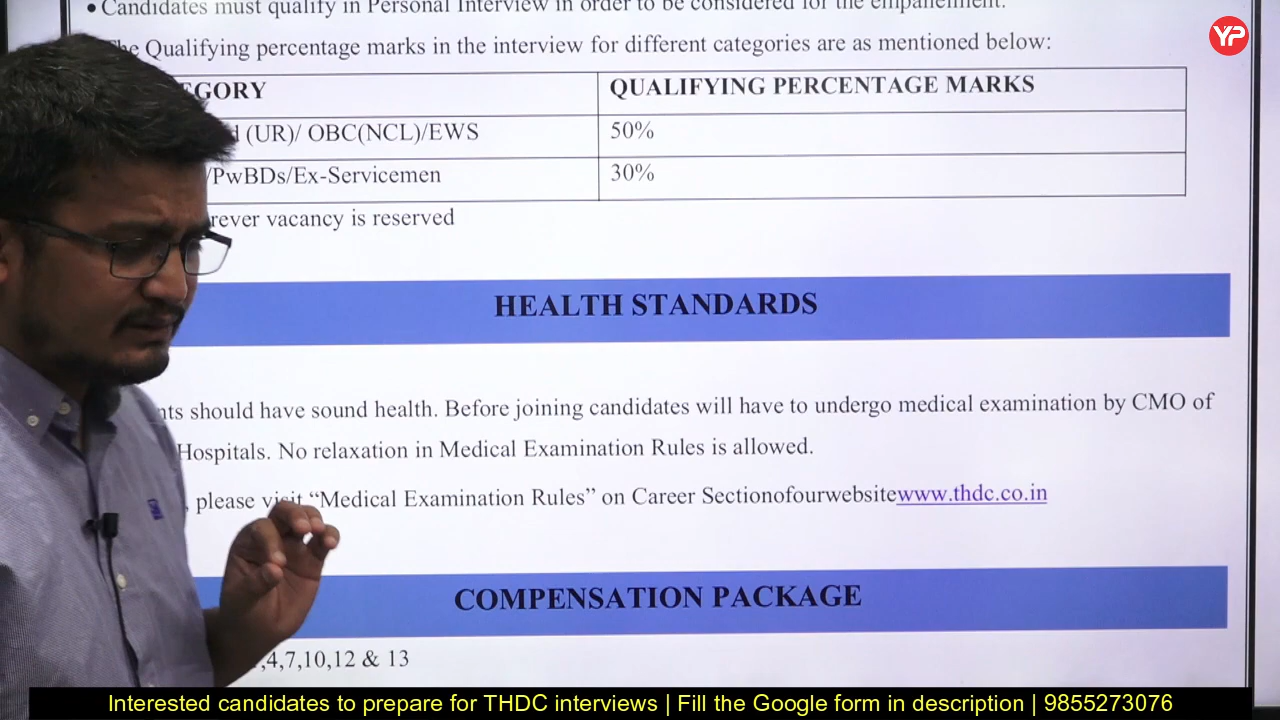 • Candidates must qualify in Personal Interview in order to be considered for the empanelment.
YP
The Qualifying percentage marks in the interview for different categories are as mentioned below:
QUALIFYING PERCENTAGE MARKS
(UR)/ OBC(NCL)/EWS 50%
/PwBDs/Ex-Servicemen 30%
vacancy is reserved
HEALTH STANDARDS
should have sound health. Before joining candidates will have to undergo medical examination by CMO of
Hospitals. No relaxation in Medical Examination Rules is allowed.
, please visit “Medical Examination Rules” on Career Sectionofourwebsitewww.thdc.co.in
COMPENSATION PACKAGE
,4,7,10,12 & 13
Interested candidates to prepare for THDC interviews | Fill the Google form in description | 9855273076